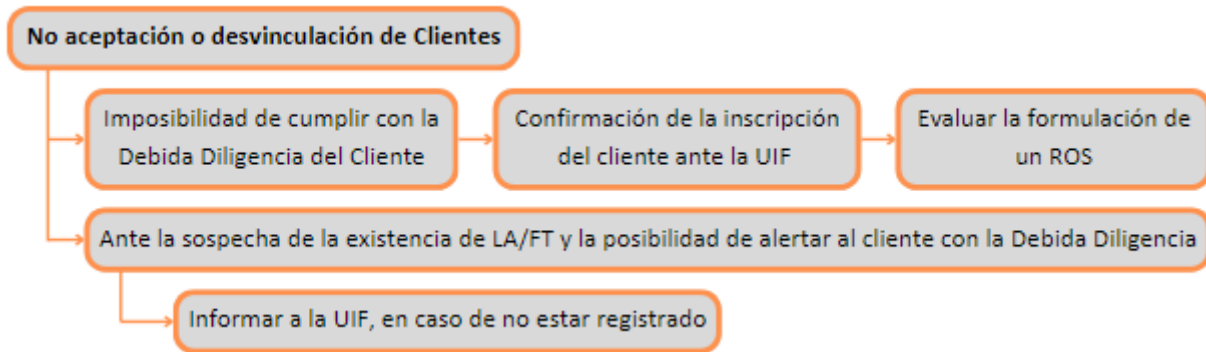 No aceptación o desvinculación de Clientes
Imposibilidad de cumplir con la
Debida Diligencia del Cliente
Confirmación de la inscripción
del cliente ante la UIF
Evaluar la formulación de
un ROS
Ante la sospecha de la existencia de LA/FT y la posibilidad de alertar al cliente con la Debida Diligencia
Informar a la UIF, en caso de no estar registrado